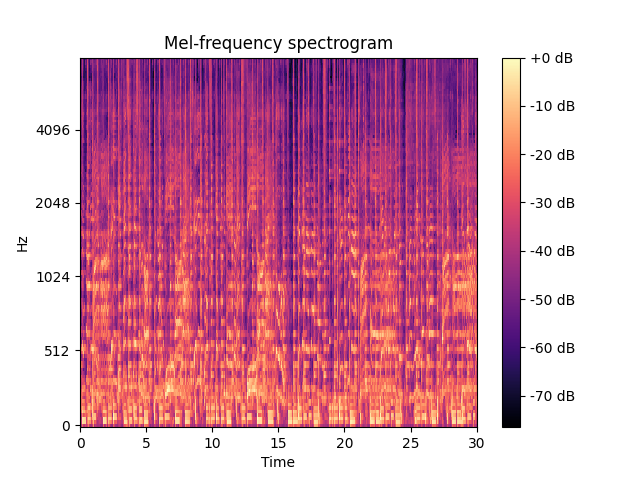 Mel-frequency spectrogram
Hz
4096
2048
1024
512
0
0 5 10 15 20 25 30
Time
+0 dB
-10 dB
-20 dB
-30 dB
-40 dB
-50 dB
-60 dB
-70 dB